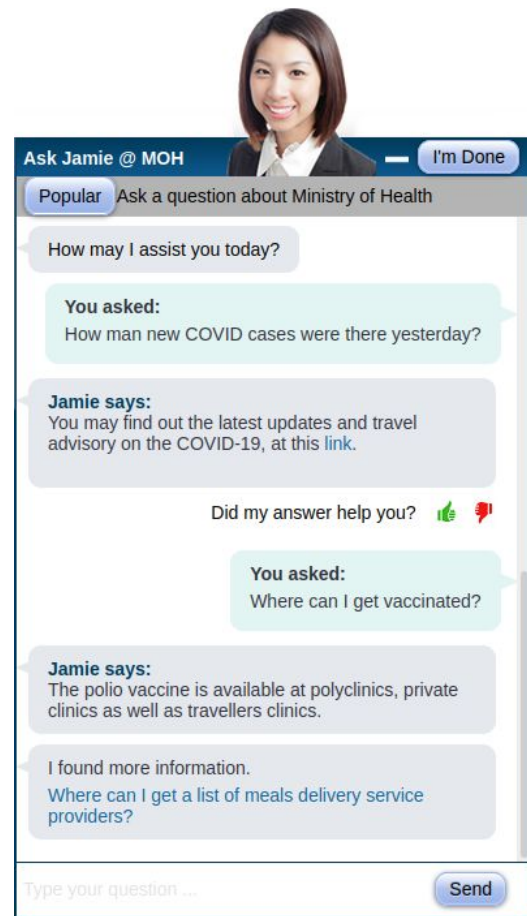 Ask Jamie @ MOH
I'm Done
Popular
Ask a question about Ministry of Health
How may I assist you today?
You asked:
How man new COVID cases were there yesterday?
Jamie says:
You may find out the latest updates and travel
advisory on the COVID-19, at this link.
Did my answer help you?
You asked:
Where can I get vaccinated?
Jamie says:
The polio vaccine is available at polyclinics, private
clinics as well as travellers clinics.
I found more information.
Where can I get a list of meals delivery service
providers?
Type your question ...
Send